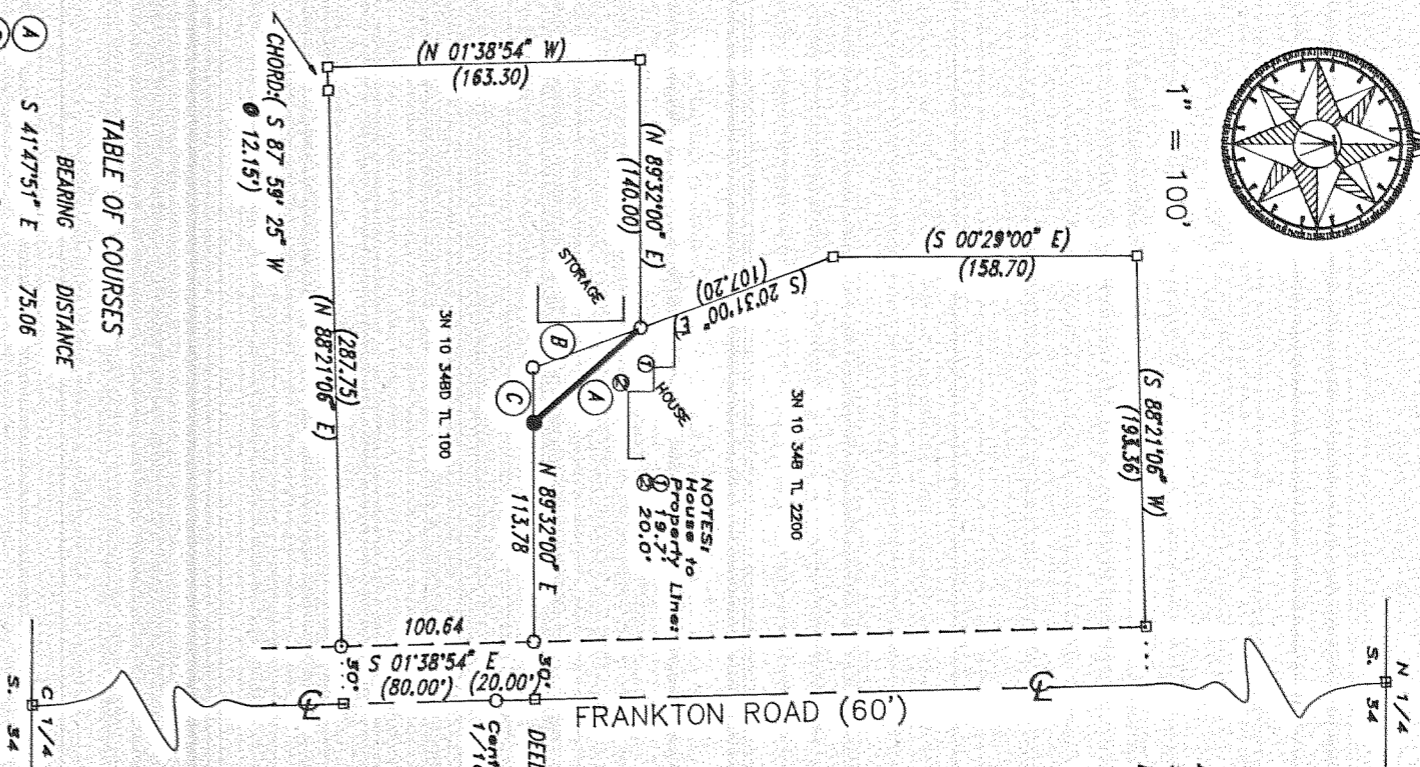 1" = 100'
(N 01°38'54" W)
(163.30)
CHORD:( S 87° 59' 25" W
@ 12.15')
(N 89°32'00" E)
(140.00)
(S 00°29'00" E)
(158.70)
(S 20°31'00" E)
(107.20)
(S 88°21'06" W)
(193.36)
STORAGE
HOUSE
A
B
C
1
2
3N 10 34B TL 2200
3N 10 34BD TL 100
NOTES:
House to
Property Line:
① 19.7'
② 20.0'
N 89°32'00" E
113.78
(287.75)
(N 88°21'06" E)
100.64
S 01°38'54" E
(80.00') (20.00')
30'
30'
FRANKTON ROAD (60')
N 1/4
S. 34
C 1/4
S. 34
TABLE OF COURSES
BEARING DISTANCE
A S 41°47'51" E 75.06